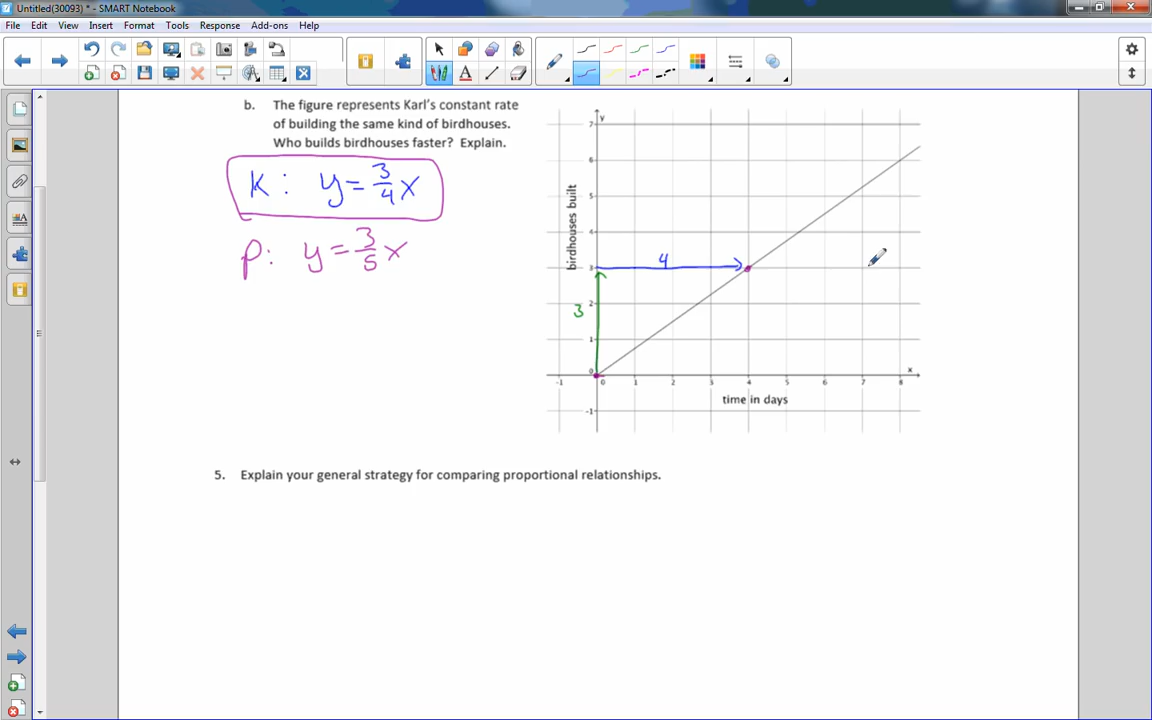 Untitled(30093) * - SMART Notebook
File Edit View Insert Format Tools Response Add-ons Help
b. The figure represents Karl's constant rate
of building the same kind of birdhouses.
Who builds birdhouses faster? Explain.
K: y = 3/4 x
P: y = 3/5 x
y
7
6
5
4
3
2
1
0
-1
birdhouses built
4
3
-1 0 1 2 3 4 5 6 7 8
x
time in days
5. Explain your general strategy for comparing proportional relationships.